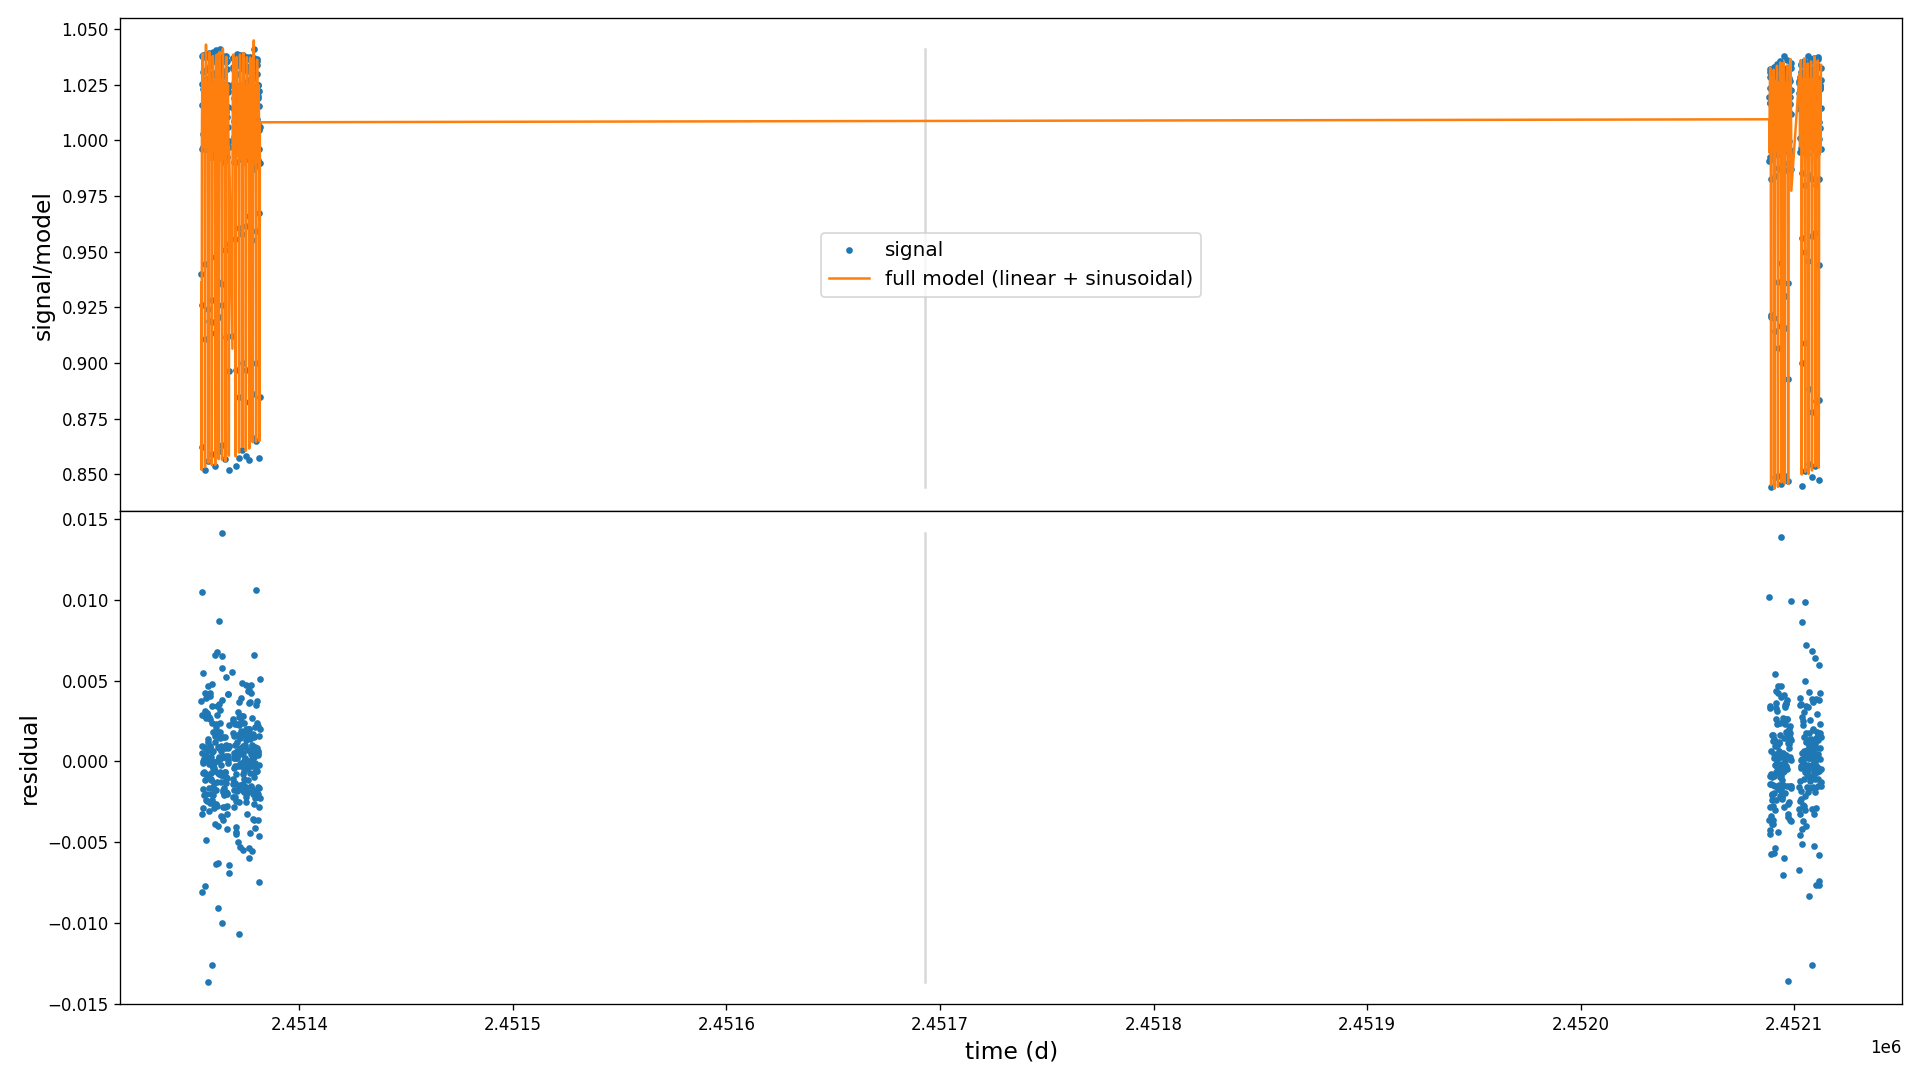 1.050
1.025
1.000
0.975
0.950
0.925
0.900
0.875
0.850
signal/model
signal
full model (linear + sinusoidal)
0.015
0.010
0.005
0.000
−0.005
−0.010
−0.015
residual
2.4514 2.4515 2.4516 2.4517 2.4518 2.4519 2.4520 2.4521
1e6
time (d)